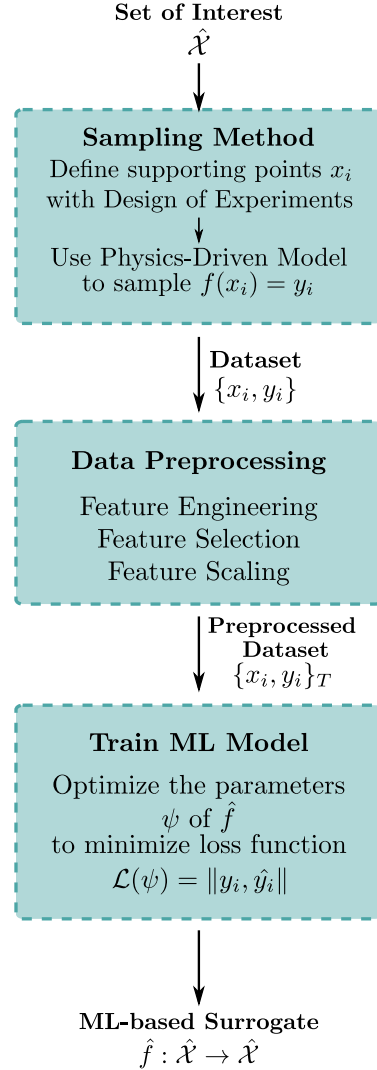 Set of Interest
𝒳̂
Sampling Method
Define supporting points xᵢ
with Design of Experiments
Use Physics-Driven Model
to sample f(xᵢ) = yᵢ
Dataset
{xᵢ, yᵢ}
Data Preprocessing
Feature Engineering
Feature Selection
Feature Scaling
Preprocessed
Dataset
{xᵢ, yᵢ}_T
Train ML Model
Optimize the parameters
ψ of f̂
to minimize loss function
ℒ(ψ) = ‖yᵢ, ŷᵢ‖
ML-based Surrogate
f̂ : 𝒳̂ → 𝒳̂